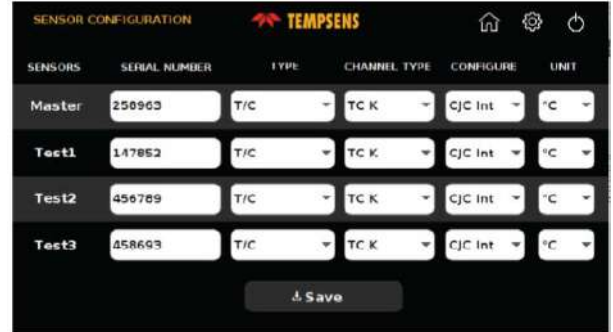 SENSOR CONFIGURATION TEMPSENS
SENSORS SERIAL NUMBER TYPE CHANNEL TYPE CONFIGURE UNIT
Master 258963 T/C TC K CJC Int °C
Test1 147852 T/C TC K CJC Int °C
Test2 456789 T/C TC K CJC Int °C
Test3 458693 T/C TC K CJC Int °C
Save